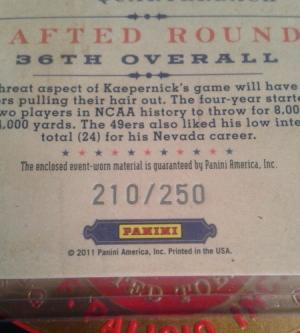 AFTED ROUND
36TH OVERALL
hreat aspect of Kaepernick's game will have
rs pulling their hair out. The four-year starte
wo players in NCAA history to throw for 8,00
,000 yards. The 49ers also liked his low inte
total (24) for his Nevada career.
The enclosed event-worn material is guaranteed by Panini America, Inc.
210/250
PANINI
© 2011 Panini America, Inc. Printed in the USA.